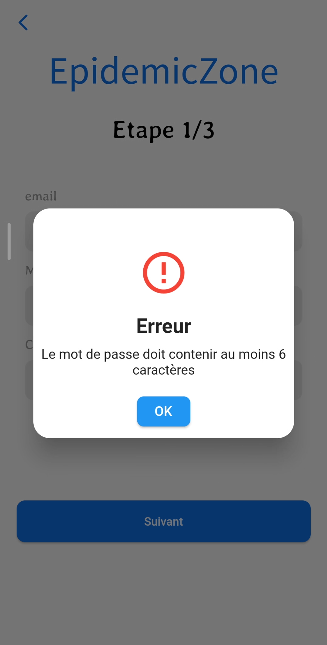 EpidemicZone
Etape 1/3
email
M
C
Erreur
Le mot de passe doit contenir au moins 6
caractères
OK
Suivant